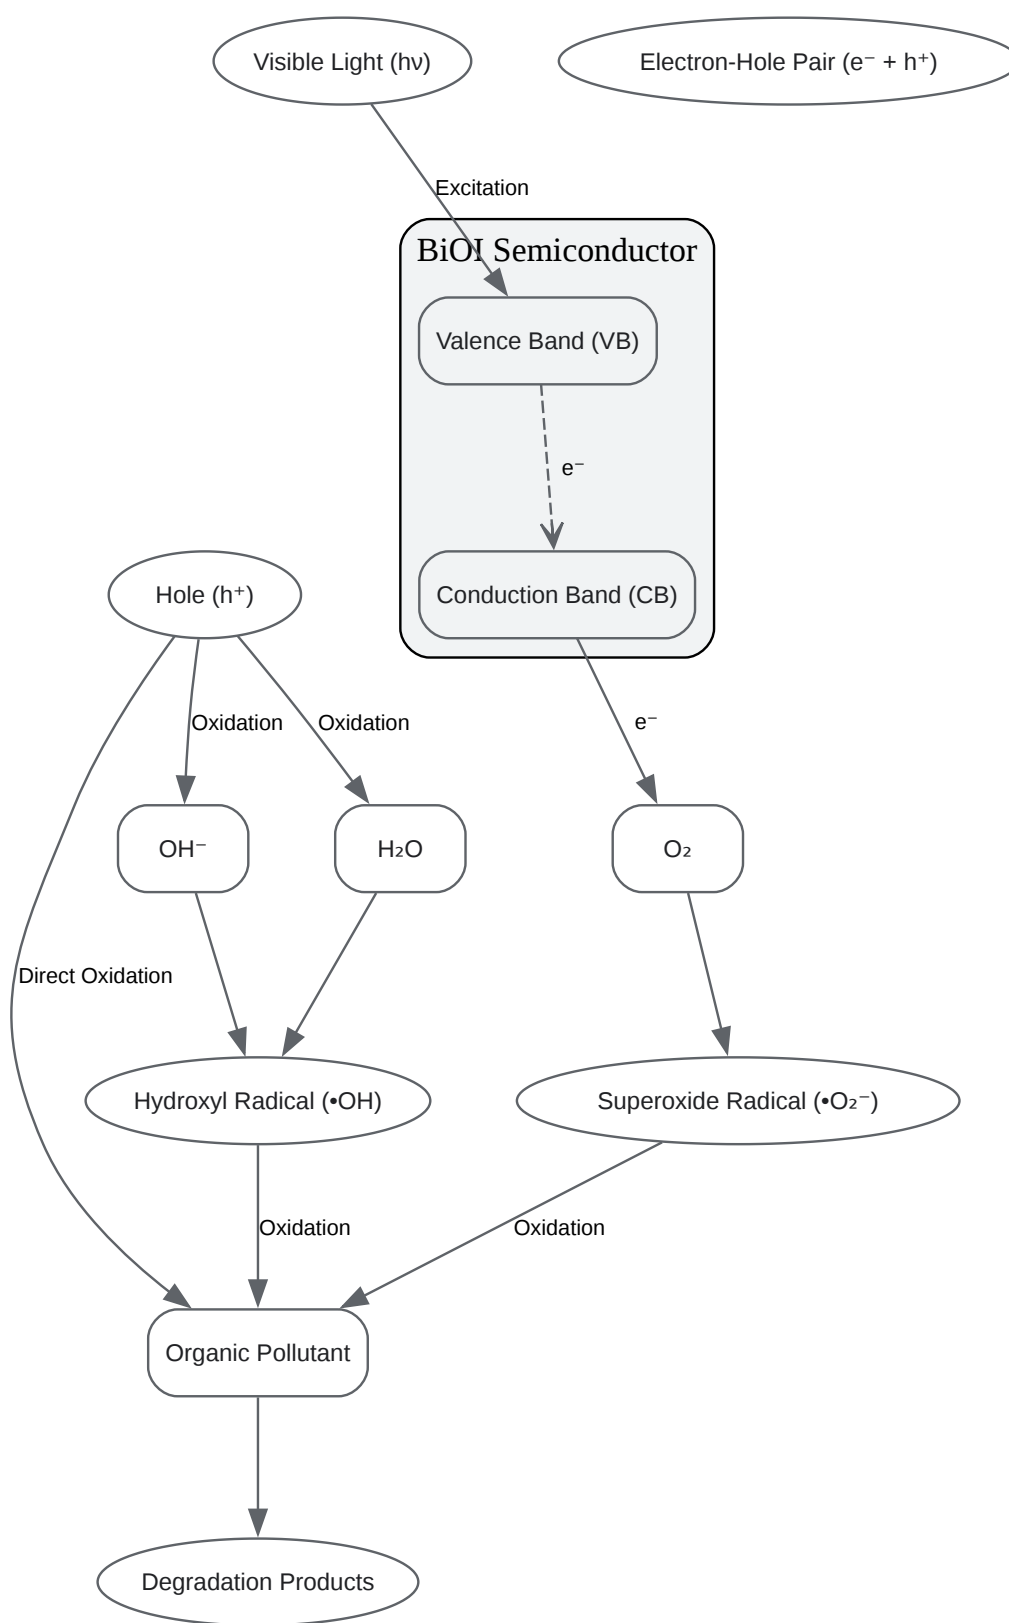 Visible Light (hν)
Electron-Hole Pair (e⁻ + h⁺)
Excitation
BiOI Semiconductor
Valence Band (VB)
e⁻
Hole (h⁺)
Conduction Band (CB)
Oxidation
Oxidation
e⁻
OH⁻
H₂O
O₂
Direct Oxidation
Hydroxyl Radical (•OH)
Superoxide Radical (•O₂⁻)
Oxidation
Oxidation
Organic Pollutant
Degradation Products